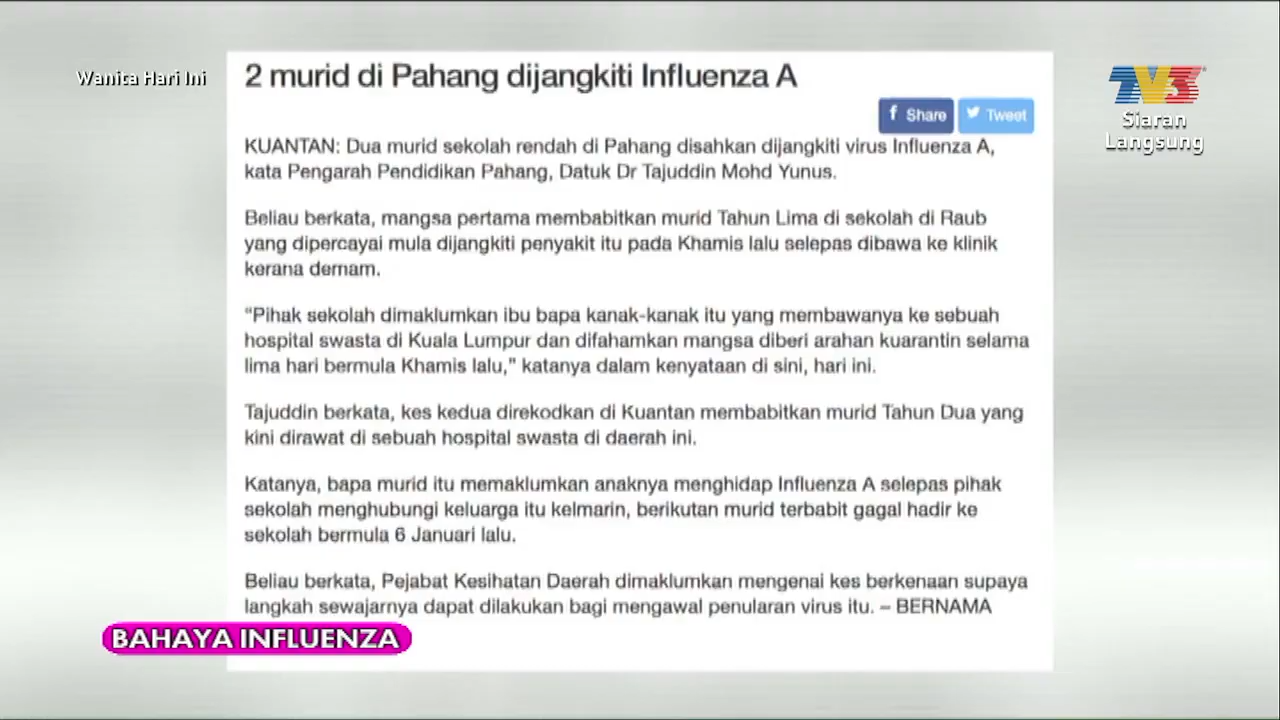 Wanita Hari Ini
TV3
Siaran
Langsung
2 murid di Pahang dijangkiti Influenza A
f Share
Tweet
KUANTAN: Dua murid sekolah rendah di Pahang disahkan dijangkiti virus Influenza A,
kata Pengarah Pendidikan Pahang, Datuk Dr Tajuddin Mohd Yunus.
Beliau berkata, mangsa pertama membabitkan murid Tahun Lima di sekolah di Raub
yang dipercayai mula dijangkiti penyakit itu pada Khamis lalu selepas dibawa ke klinik
kerana demam.
“Pihak sekolah dimaklumkan ibu bapa kanak-kanak itu yang membawanya ke sebuah
hospital swasta di Kuala Lumpur dan difahamkan mangsa diberi arahan kuarantin selama
lima hari bermula Khamis lalu,” katanya dalam kenyataan di sini, hari ini.
Tajuddin berkata, kes kedua direkodkan di Kuantan membabitkan murid Tahun Dua yang
kini dirawat di sebuah hospital swasta di daerah ini.
Katanya, bapa murid itu memaklumkan anaknya menghidap Influenza A selepas pihak
sekolah menghubungi keluarga itu kelmarin, berikutan murid terbabit gagal hadir ke
sekolah bermula 6 Januari lalu.
Beliau berkata, Pejabat Kesihatan Daerah dimaklumkan mengenai kes berkenaan supaya
langkah sewajarnya dapat dilakukan bagi mengawal penularan virus itu. – BERNAMA
BAHAYA INFLUENZA